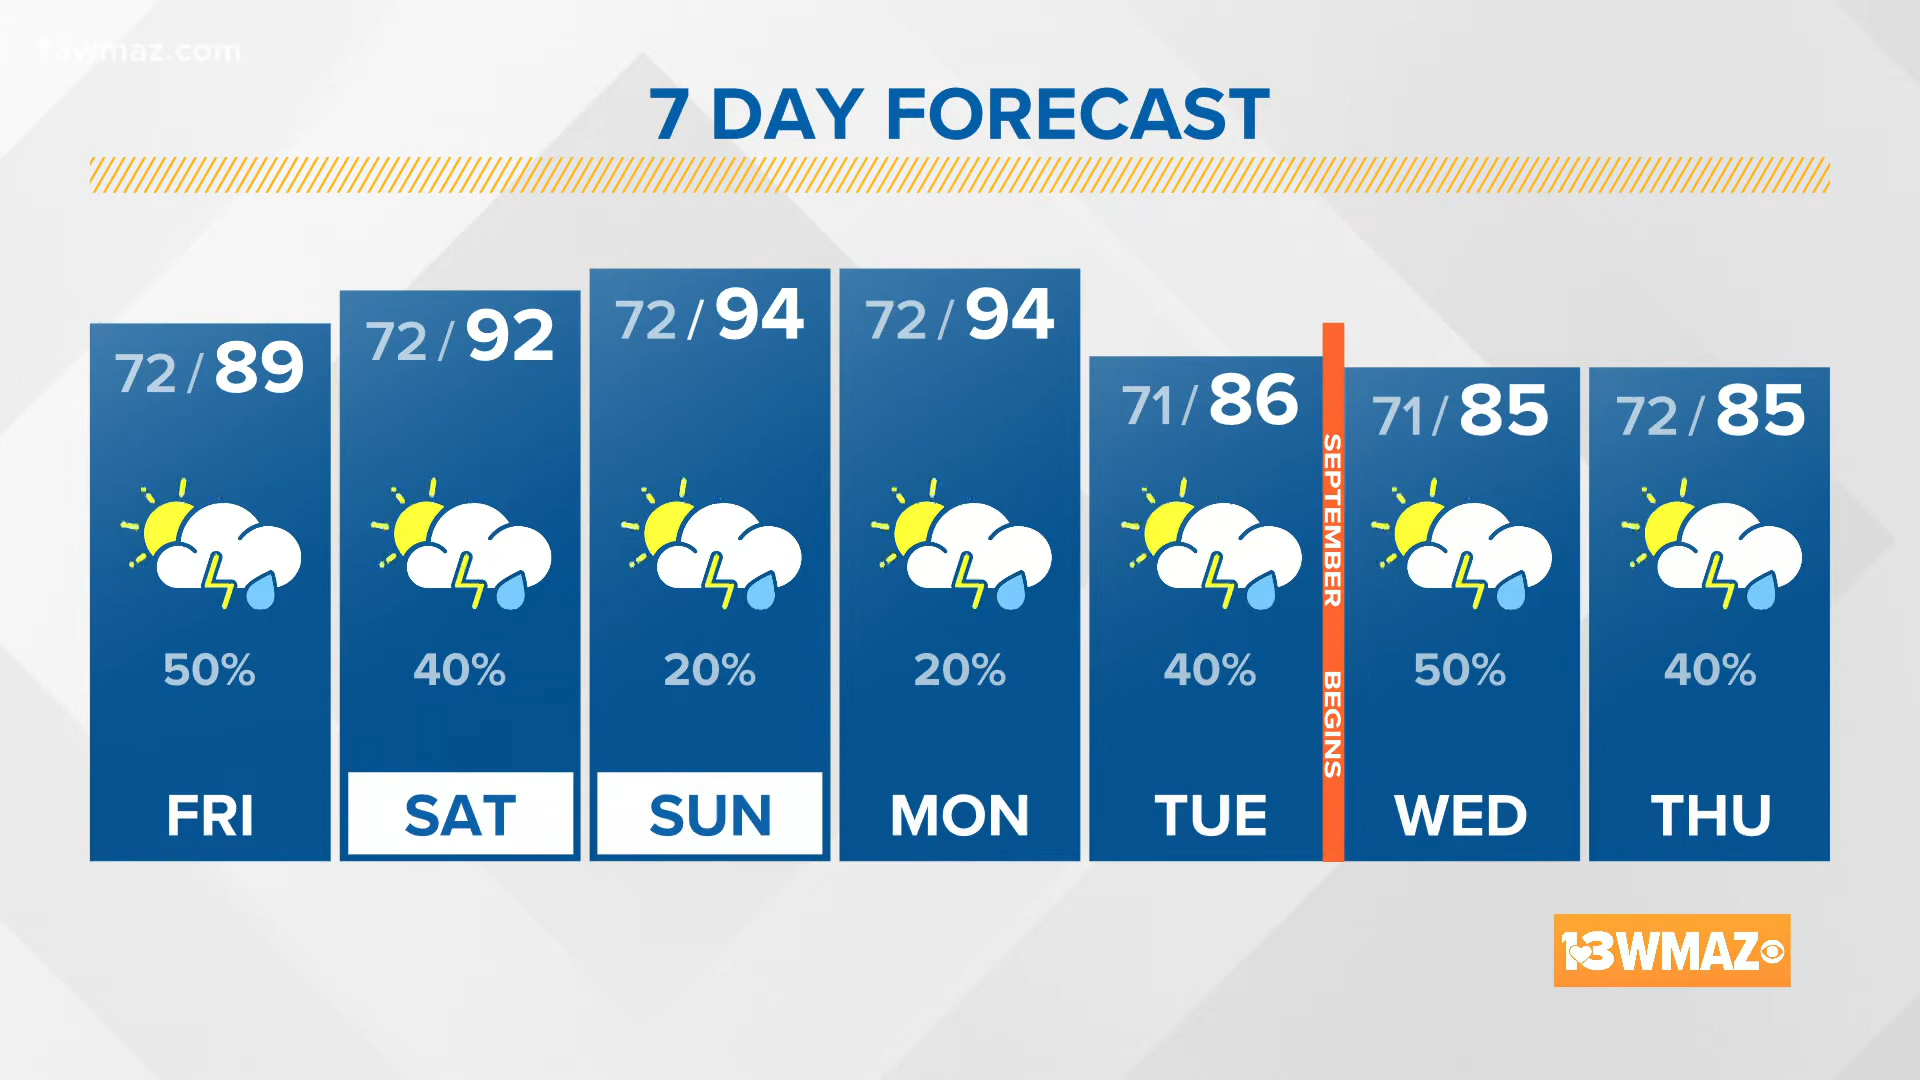 13wmaz.com
7 DAY FORECAST
72 / 89
72 / 92
72 / 94
72 / 94
71 / 86
71 / 85
72 / 85
SEPTEMBER BEGINS
50%
40%
20%
20%
40%
50%
40%
FRI
SAT
SUN
MON
TUE
WED
THU
13WMAZ